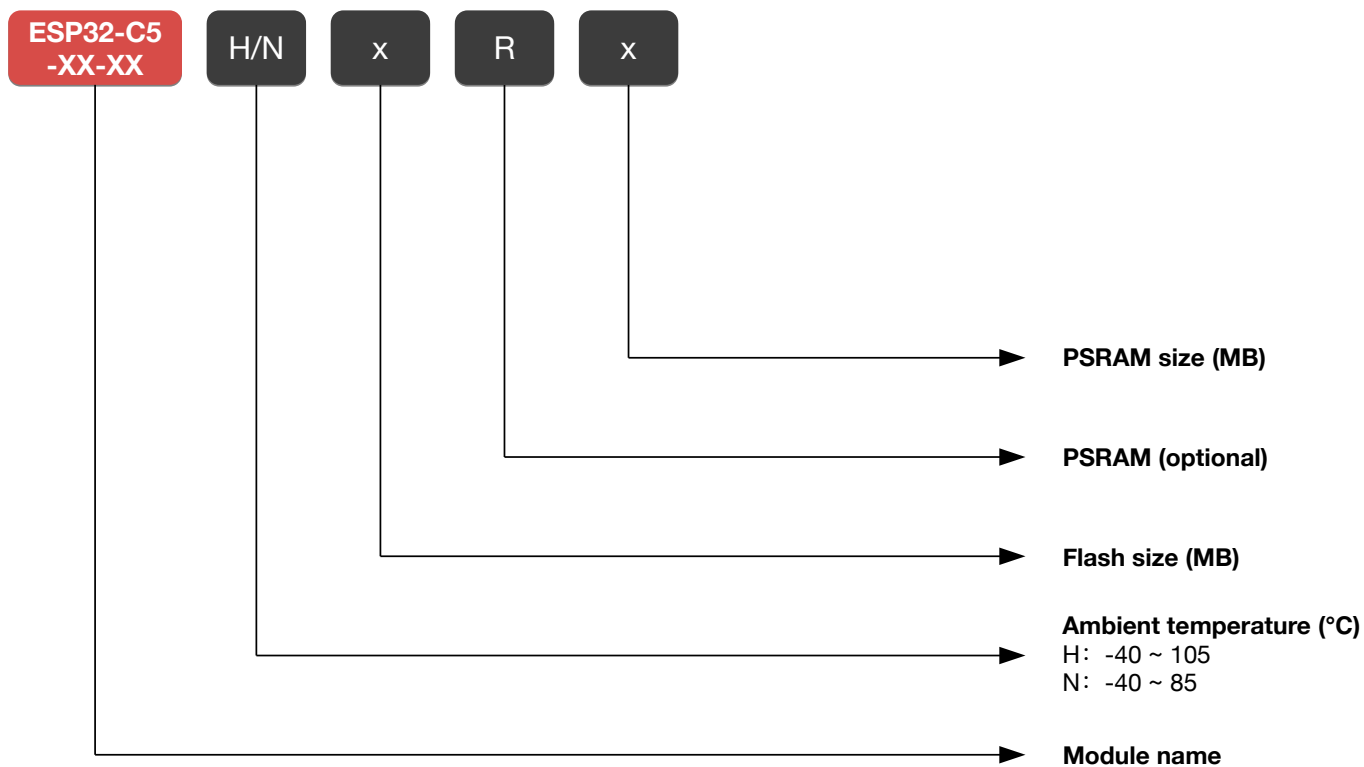 ESP32-C5
-XX-XX
H/N
x
R
x
PSRAM size (MB)
PSRAM (optional)
Flash size (MB)
Ambient temperature (°C)
H：-40 ~ 105
N：-40 ~ 85
Module name